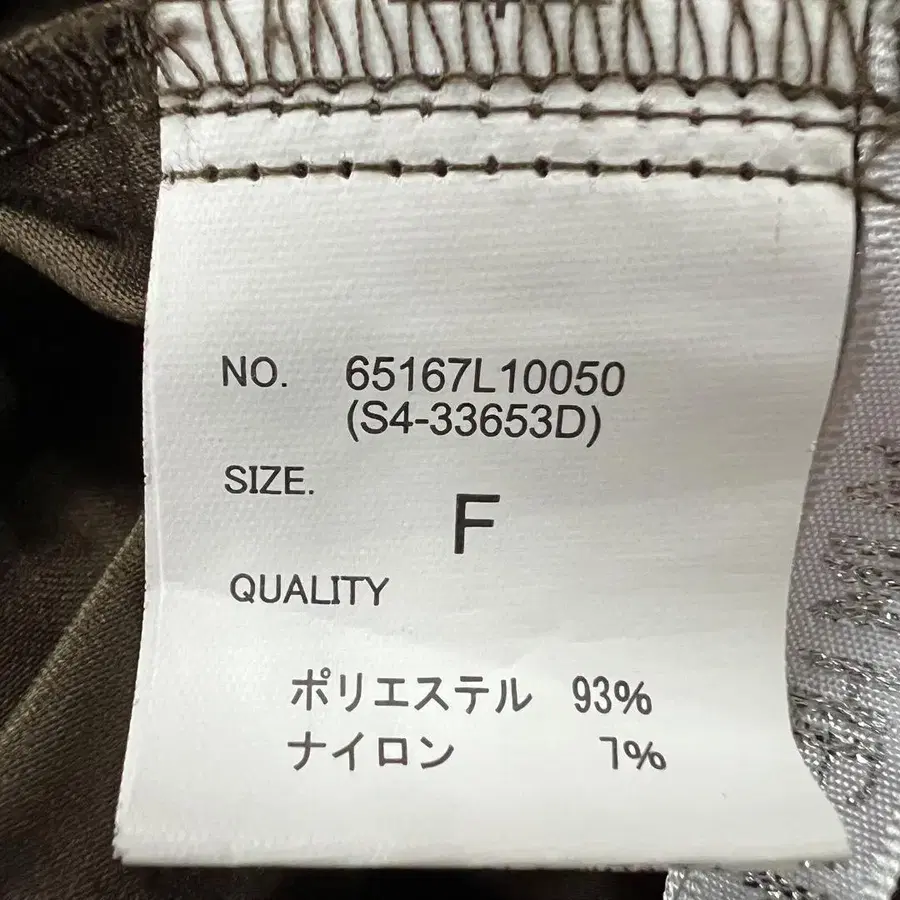 NO. 65167L10050
(S4-33653D)
SIZE.
F
QUALITY
ポリエステル 93%
ナイロン 7%